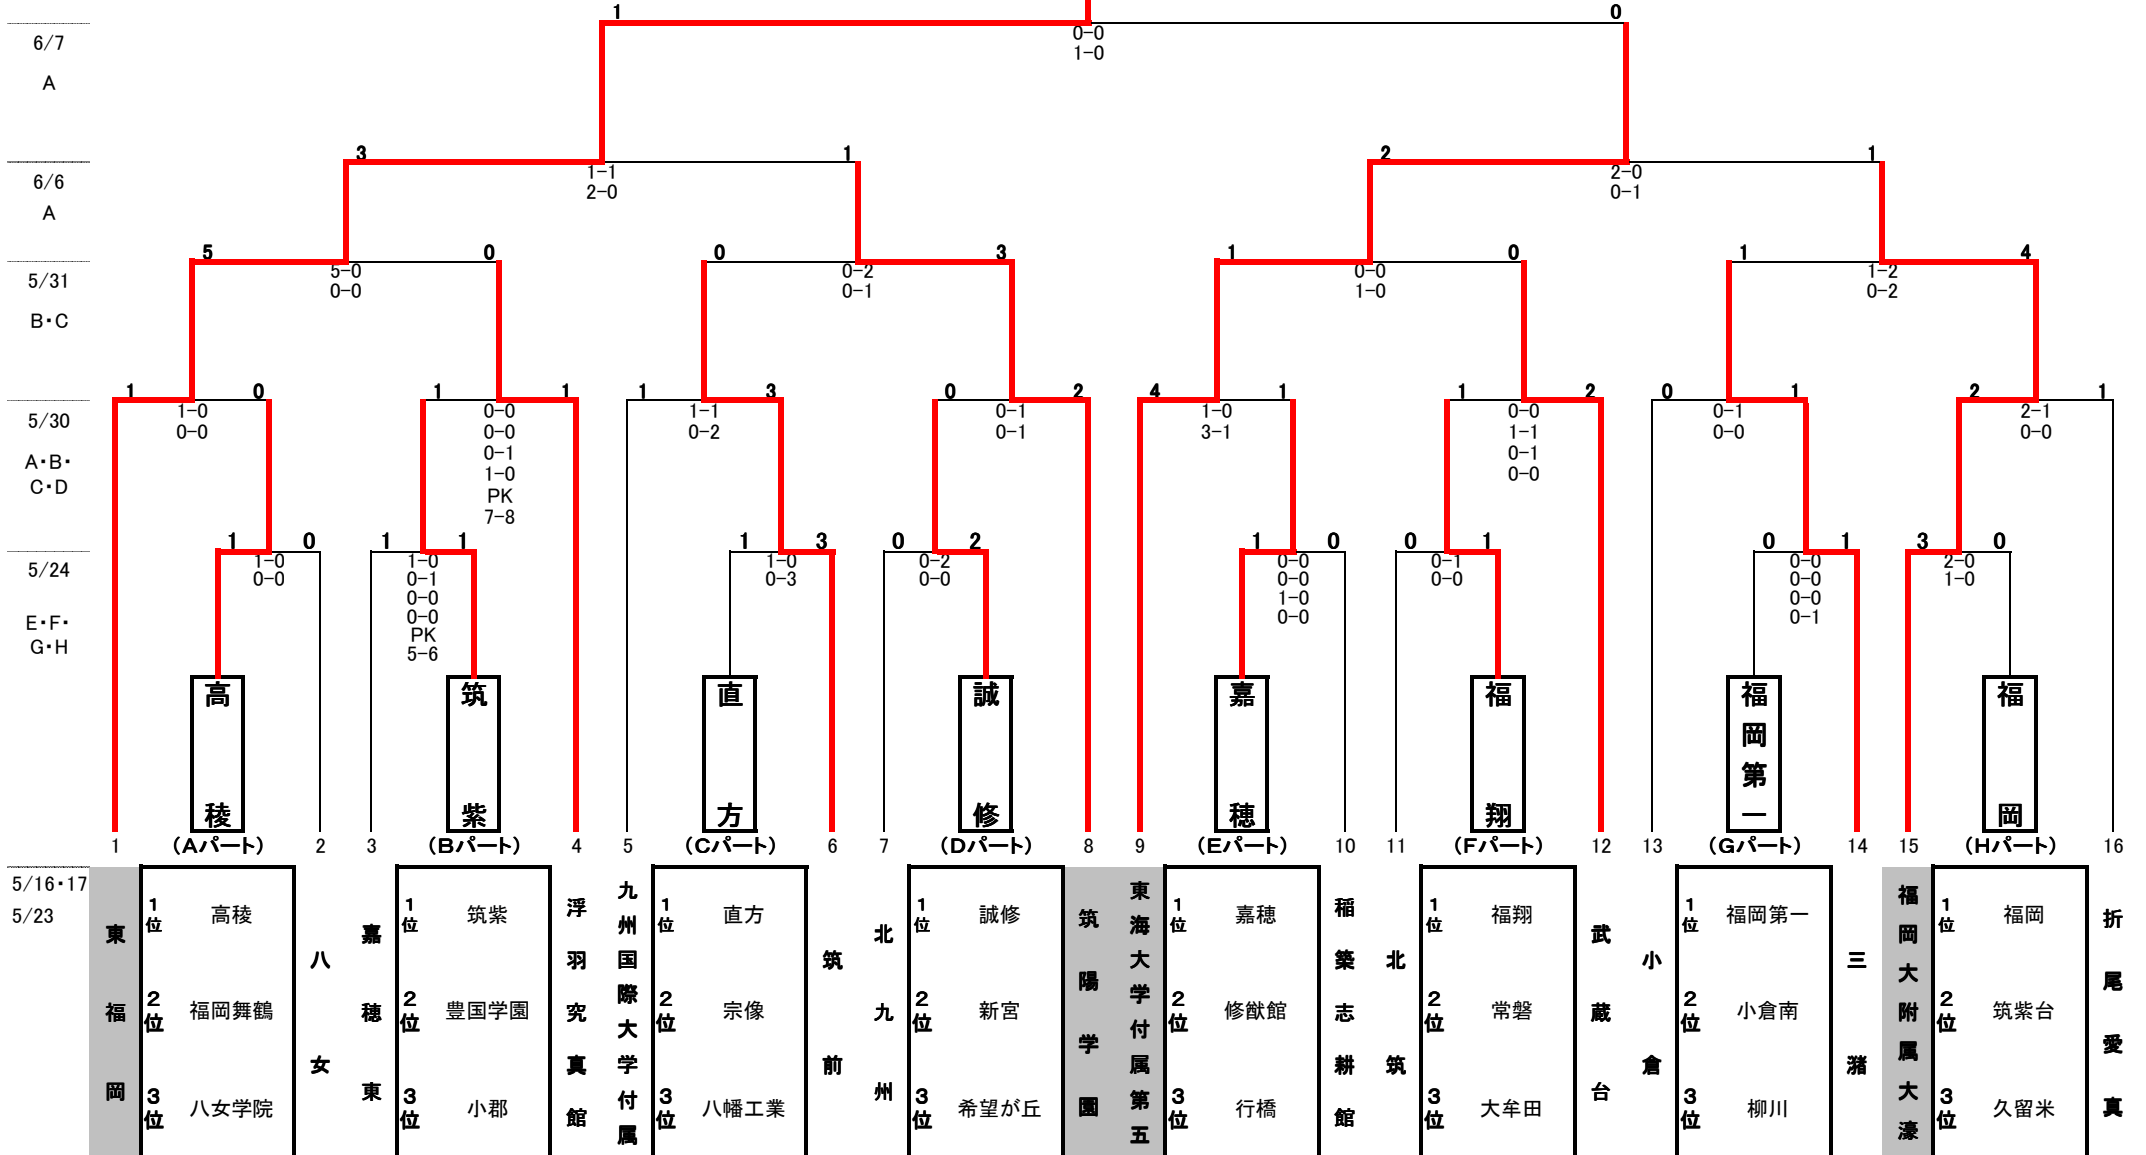 1 0
6/7 0-0
1-0
A
3 1 2 1
6/6 1-1 2-0
2-0 0-1
A
5 0 0 3 1 0 1 4
5/31 5-0 0-2 0-0 1-2
0-0 0-1 1-0 0-2
B・C
1 0 1 1 1 3 0 2 4 1 1 2 0 1 2 1
5/30 1-0 0-0 1-1 0-1 1-0 0-0 0-1 2-1
0-0 0-0 0-2 0-1 3-1 1-1 0-0 0-0
A・B・ 0-1 0-1
C・D 1-0 0-0
PK
7-8
1 0 1 1 1 3 0 2 1 0 0 1 0 1 3 0
5/24 1-0 1-0 1-0 0-2 0-0 0-1 0-0 2-0
0-0 0-1 0-3 0-0 0-0 0-0 0-0 1-0
0-0 1-0 0-0
E・F・ 0-0 0-0 0-1
G・H PK
5-6
高稜
筑紫
直方
誠修
嘉穂
福翔
福岡第一
福岡
1 (Aパート) 2 3 (Bパート) 4 5 (Cパート) 6 7 (Dパート) 8 9 (Eパート) 10 11 (Fパート) 12 13 (Gパート) 14 15 (Hパート) 16
5/16・17
5/23
東福岡
1位 高稜
2位 福岡舞鶴
3位 八女学院
八女
嘉穂東
1位 筑紫
2位 豊国学園
3位 小郡
浮羽究真館
九州国際大学付属
1位 直方
2位 宗像
3位 八幡工業
筑前
北九州
1位 誠修
2位 新宮
3位 希望が丘
筑陽学園
東海大学付属第五
1位 嘉穂
2位 修猷館
3位 行橋
稲築志耕館
北筑
1位 福翔
2位 常磐
3位 大牟田
武蔵台
小倉
1位 福岡第一
2位 小倉南
3位 柳川
三潴
福岡大附属大濠
1位 福岡
2位 筑紫台
3位 久留米
折尾愛真